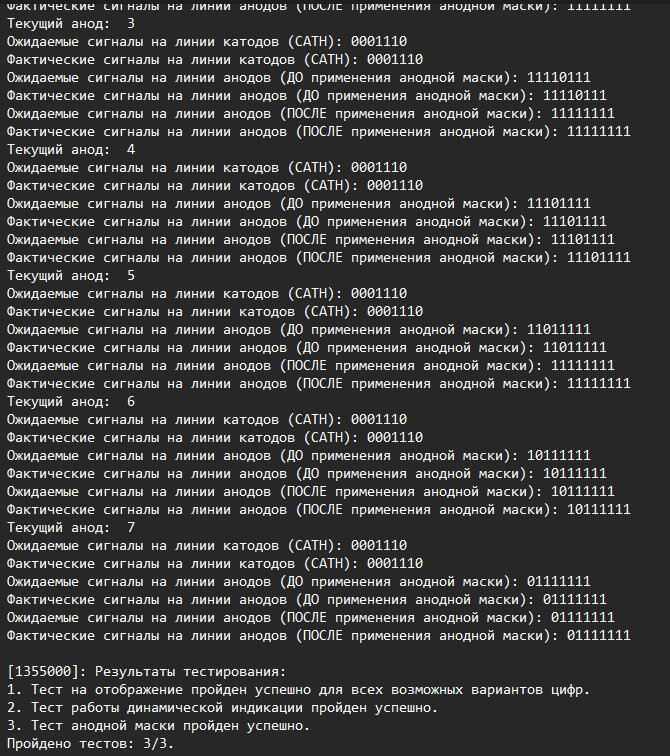 Фактические сигналы на линии анодов (ПОСЛЕ применения анодной маски): 11111111
Текущий анод:  3
Ожидаемые сигналы на линии катодов (CATH): 0001110
Фактические сигналы на линии катодов (CATH): 0001110
Ожидаемые сигналы на линии анодов (ДО применения анодной маски): 11110111
Фактические сигналы на линии анодов (ДО применения анодной маски): 11110111
Ожидаемые сигналы на линии анодов (ПОСЛЕ применения анодной маски): 11111111
Фактические сигналы на линии анодов (ПОСЛЕ применения анодной маски): 11111111
Текущий анод:  4
Ожидаемые сигналы на линии катодов (CATH): 0001110
Фактические сигналы на линии катодов (CATH): 0001110
Ожидаемые сигналы на линии анодов (ДО применения анодной маски): 11101111
Фактические сигналы на линии анодов (ДО применения анодной маски): 11101111
Ожидаемые сигналы на линии анодов (ПОСЛЕ применения анодной маски): 11101111
Фактические сигналы на линии анодов (ПОСЛЕ применения анодной маски): 11101111
Текущий анод:  5
Ожидаемые сигналы на линии катодов (CATH): 0001110
Фактические сигналы на линии катодов (CATH): 0001110
Ожидаемые сигналы на линии анодов (ДО применения анодной маски): 11011111
Фактические сигналы на линии анодов (ДО применения анодной маски): 11011111
Ожидаемые сигналы на линии анодов (ПОСЛЕ применения анодной маски): 11111111
Фактические сигналы на линии анодов (ПОСЛЕ применения анодной маски): 11111111
Текущий анод:  6
Ожидаемые сигналы на линии катодов (CATH): 0001110
Фактические сигналы на линии катодов (CATH): 0001110
Ожидаемые сигналы на линии анодов (ДО применения анодной маски): 10111111
Фактические сигналы на линии анодов (ДО применения анодной маски): 10111111
Ожидаемые сигналы на линии анодов (ПОСЛЕ применения анодной маски): 10111111
Фактические сигналы на линии анодов (ПОСЛЕ применения анодной маски): 10111111
Текущий анод:  7
Ожидаемые сигналы на линии катодов (CATH): 0001110
Фактические сигналы на линии катодов (CATH): 0001110
Ожидаемые сигналы на линии анодов (ДО применения анодной маски): 01111111
Фактические сигналы на линии анодов (ДО применения анодной маски): 01111111
Ожидаемые сигналы на линии анодов (ПОСЛЕ применения анодной маски): 01111111
Фактические сигналы на линии анодов (ПОСЛЕ применения анодной маски): 01111111
[1355000]: Результаты тестирования:
1. Тест на отображение пройден успешно для всех возможных вариантов цифр.
2. Тест работы динамической индикации пройден успешно.
3. Тест анодной маски пройден успешно.
Пройдено тестов: 3/3.